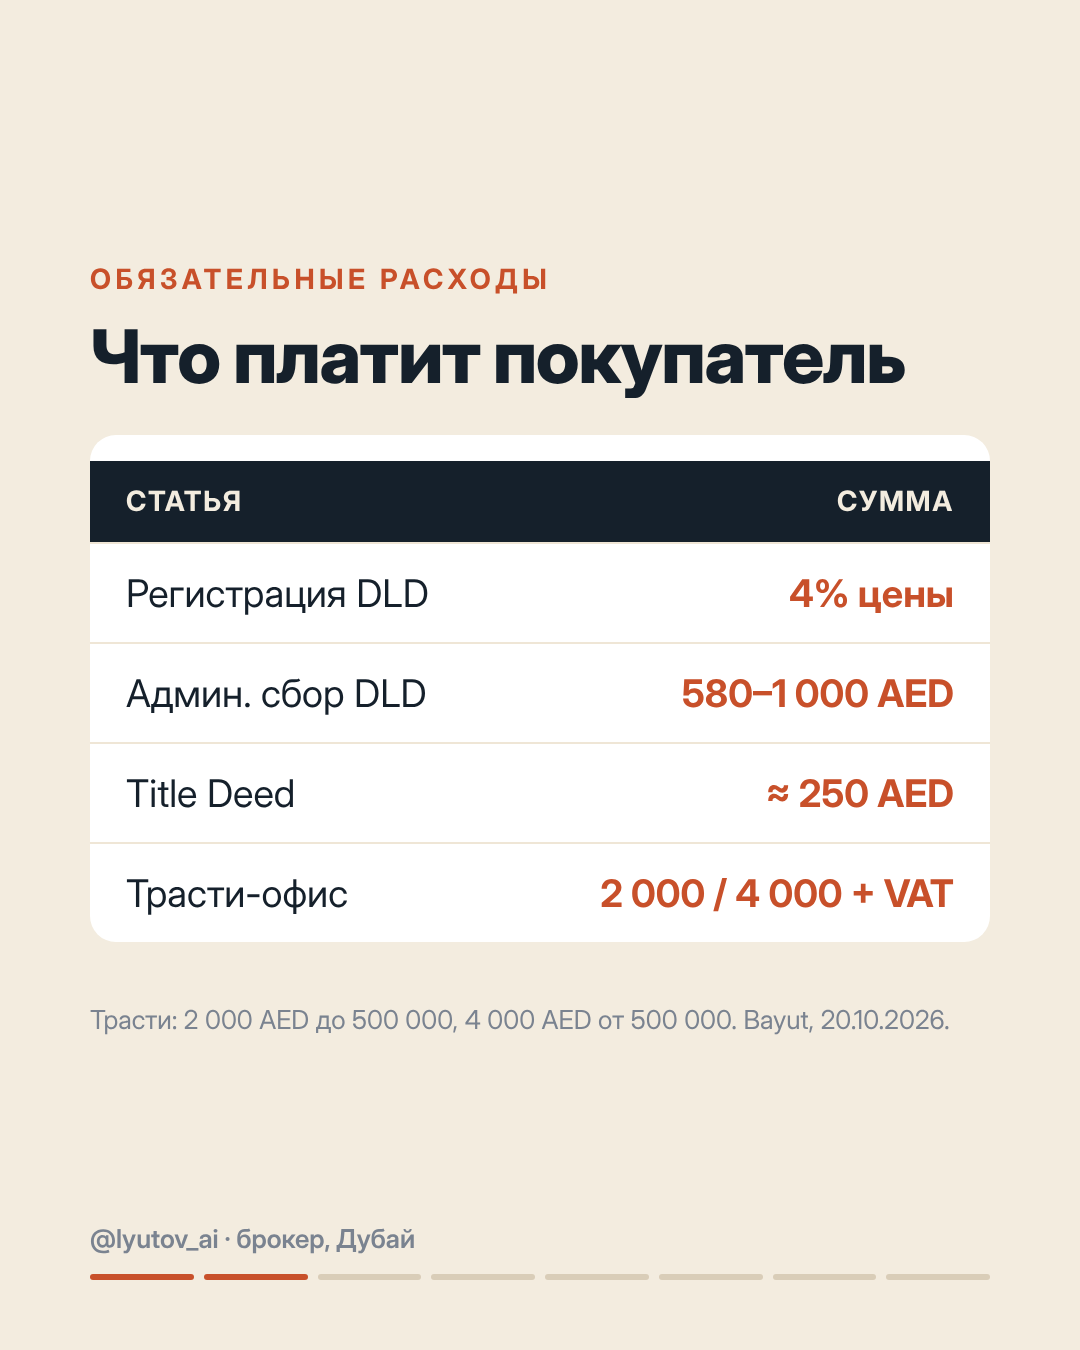 ОБЯЗАТЕЛЬНЫЕ РАСХОДЫ
Что платит покупатель
СТАТЬЯ СУММА
Регистрация DLD 4% цены
Админ. сбор DLD 580–1 000 AED
Title Deed ≈ 250 AED
Трасти-офис 2 000 / 4 000 + VAT
Трасти: 2 000 AED до 500 000, 4 000 AED от 500 000. Bayut, 20.10.2026.
@lyutov_ai · брокер, Дубай